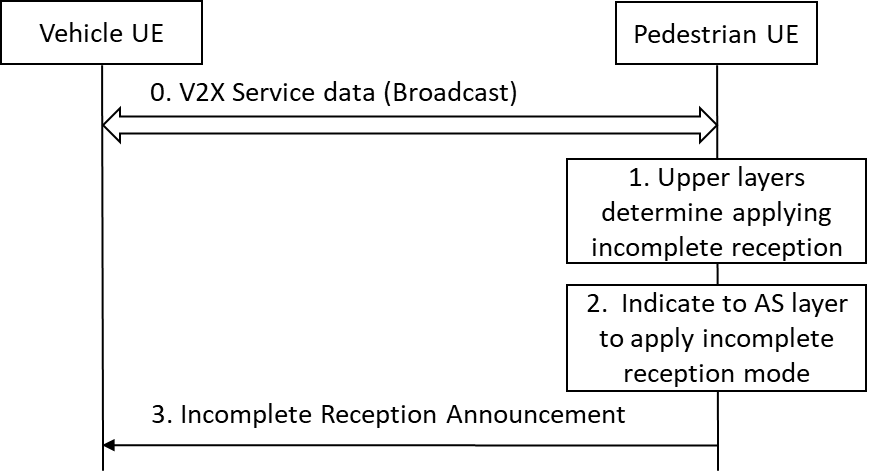 Vehicle UE
Pedestrian UE
0. V2X Service data (Broadcast)
1. Upper layers
determine applying
incomplete reception
2.  Indicate to AS layer
to apply incomplete
reception mode
3. Incomplete Reception Announcement